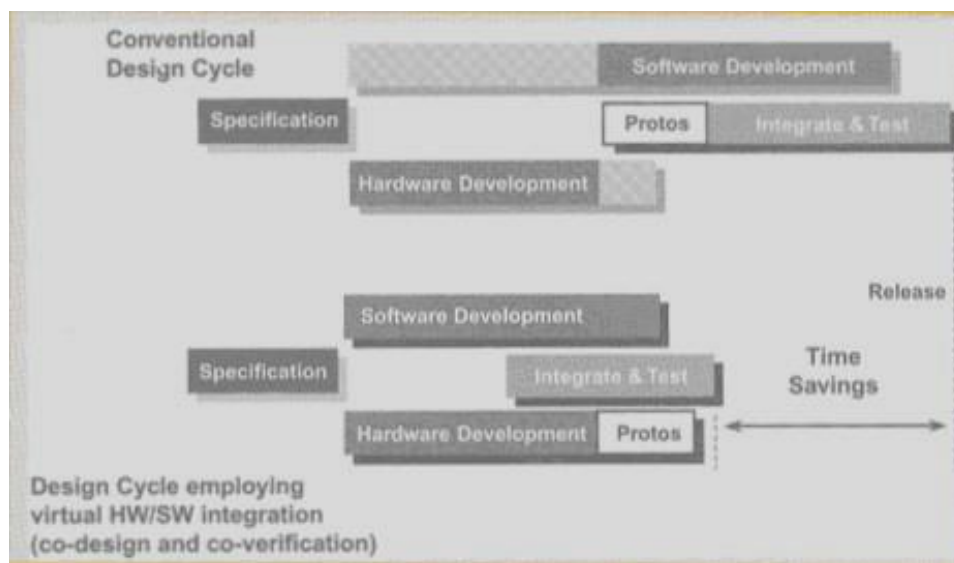 Conventional
Design Cycle
Software Development
Specification
Protos
Integrate & Test
Hardware Development
Release
Software Development
Time
Savings
Specification
Integrate & Test
Hardware Development
Protos
Design Cycle employing
virtual HW/SW integration
(co-design and co-verification)